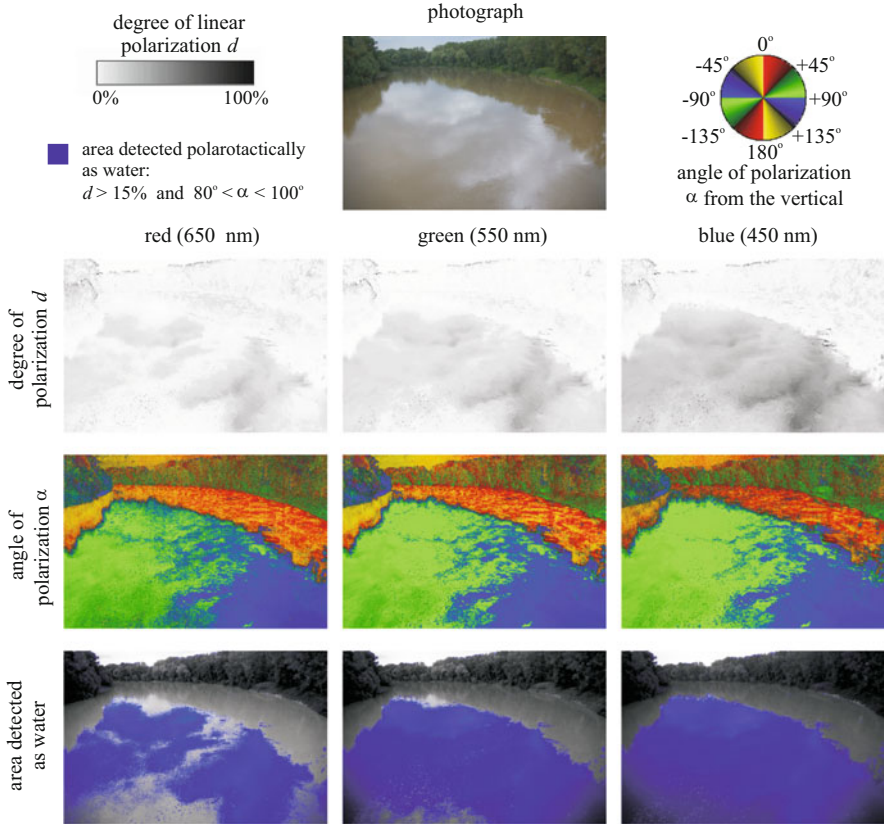 degree of linear
polarization d
0% 100%
area detected polarotactically
as water:
d > 15% and 80° < α < 100°
photograph
0°
-45° +45°
-90° +90°
-135° +135°
180°
angle of polarization
α from the vertical
red (650 nm) green (550 nm) blue (450 nm)
degree of
polarization d
angle of
polarization α
area detected
as water